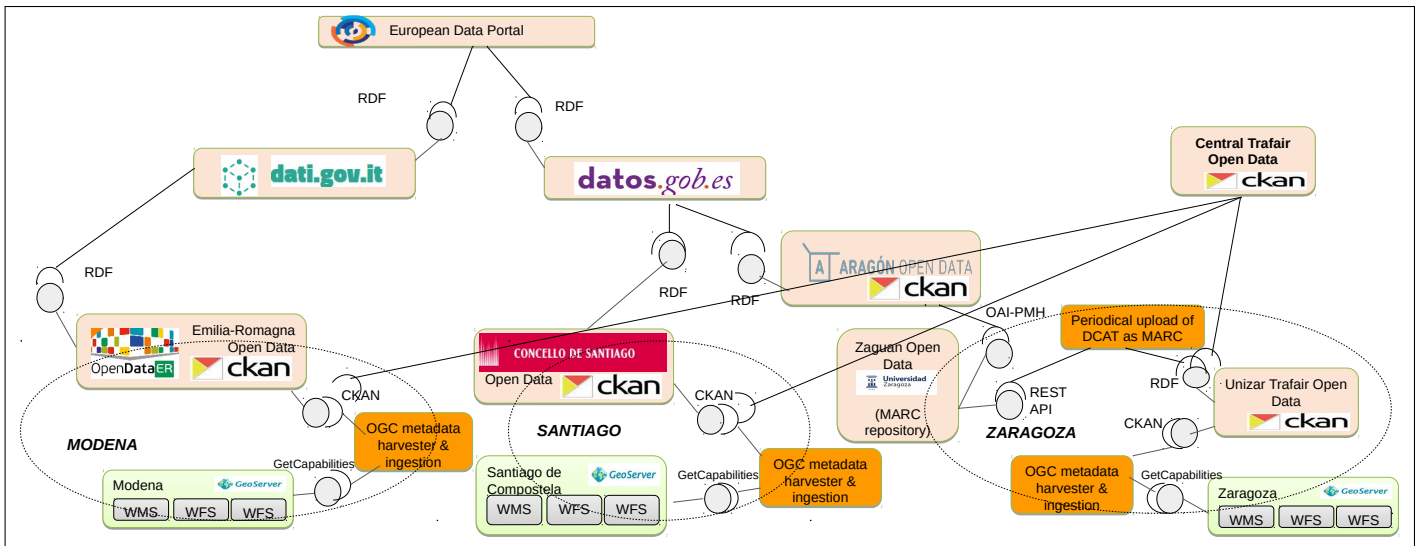 European Data Portal
RDF
RDF
dati.gov.it
datos.gob.es
Central Trafair
Open Data
ckan
RDF
RDF
RDF
ARAGÓN OPEN DATA
ckan
Emilia-Romagna
Open Data
OpenDataER
ckan
CONCELLO DE SANTIAGO
Open Data
ckan
OAI-PMH
Periodical upload of
DCAT as MARC
Zaguan Open
Data
Universidad
Zaragoza
(MARC
repository)
REST
API
RDF
Unizar Trafair Open
Data
ckan
CKAN
CKAN
CKAN
MODENA
SANTIAGO
ZARAGOZA
OGC metadata
harvester &
ingestion
GetCapabilities
Modena
GeoServer
WMS
WFS
WFS
Santiago de
Compostela
GeoServer
WMS
WFS
WFS
GetCapabilities
OGC metadata
harvester &
ingestion
OGC metadata
harvester &
ingestion
GetCapabilities
Zaragoza
GeoServer
WMS
WFS
WFS